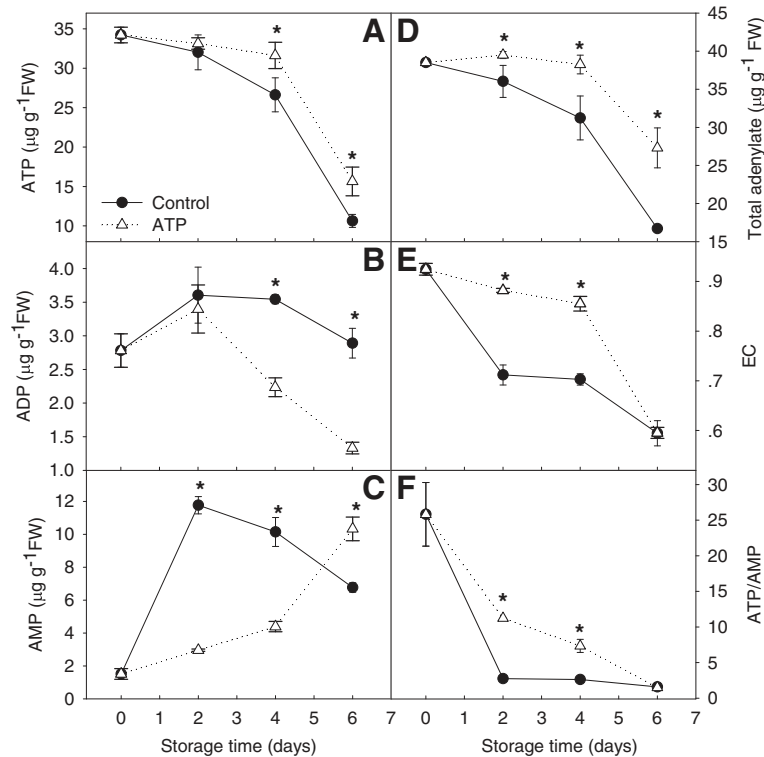 A
ATP (μg g-1FW)
35
30
25
20
15
10
*
*
Control
ATP
D
Total adenylate (μg g-1 FW)
45
40
35
30
25
20
15
*
*
*
B
ADP (μg g-1FW)
4.0
3.5
3.0
2.5
2.0
1.5
1.0
*
*
E
EC
.9
.8
.7
.6
*
*
C
AMP (μg g-1FW)
12
10
8
6
4
2
0
*
*
*
F
ATP/AMP
30
25
20
15
10
5
0
*
*
0 1 2 3 4 5 6 7
0 1 2 3 4 5 6 7
Storage time (days)
Storage time (days)